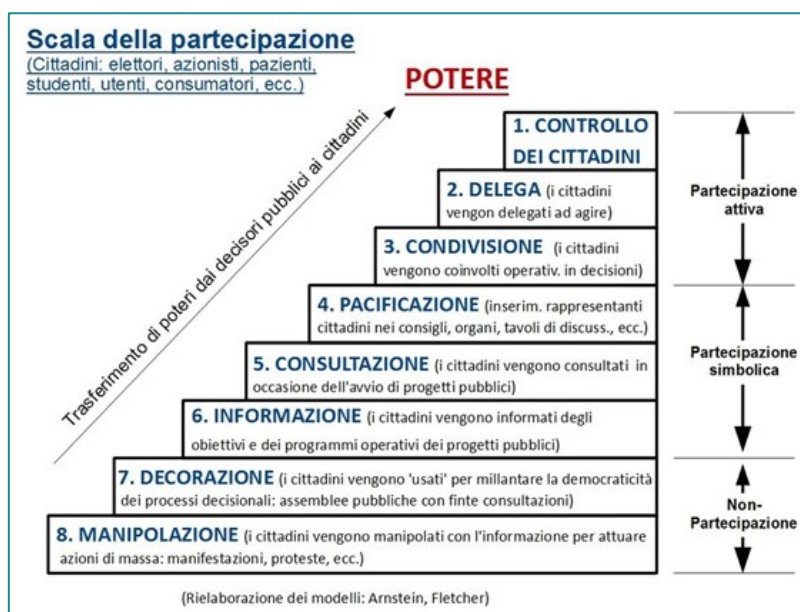 Scala della partecipazione
(Cittadini: elettori, azionisti, pazienti,
studenti, utenti, consumatori, ecc.)
POTERE
Trasferimento di poteri dai decisori pubblici ai cittadini
1. CONTROLLO
DEI CITTADINI
2. DELEGA (i cittadini
vengon delegati ad agire)
3. CONDIVISIONE (i cittadini
vengono coinvolti operativ. in decisioni)
Partecipazione
attiva
4. PACIFICAZIONE (inserim. rappresentanti
cittadini nei consigli, organi, tavoli di discuss., ecc.)
5. CONSULTAZIONE (i cittadini vengono consultati in
occasione dell'avvio di progetti pubblici)
6. INFORMAZIONE (i cittadini vengono informati degli
obiettivi e dei programmi operativi dei progetti pubblici)
Partecipazione
simbolica
7. DECORAZIONE (i cittadini vengono 'usati' per millantare la democraticità
dei processi decisionali: assemblee pubbliche con finte consultazioni)
8. MANIPOLAZIONE (i cittadini vengono manipolati con l'informazione per attuare
azioni di massa: manifestazioni, proteste, ecc.)
Non-
Partecipazione
(Rielaborazione dei modelli: Arnstein, Fletcher)